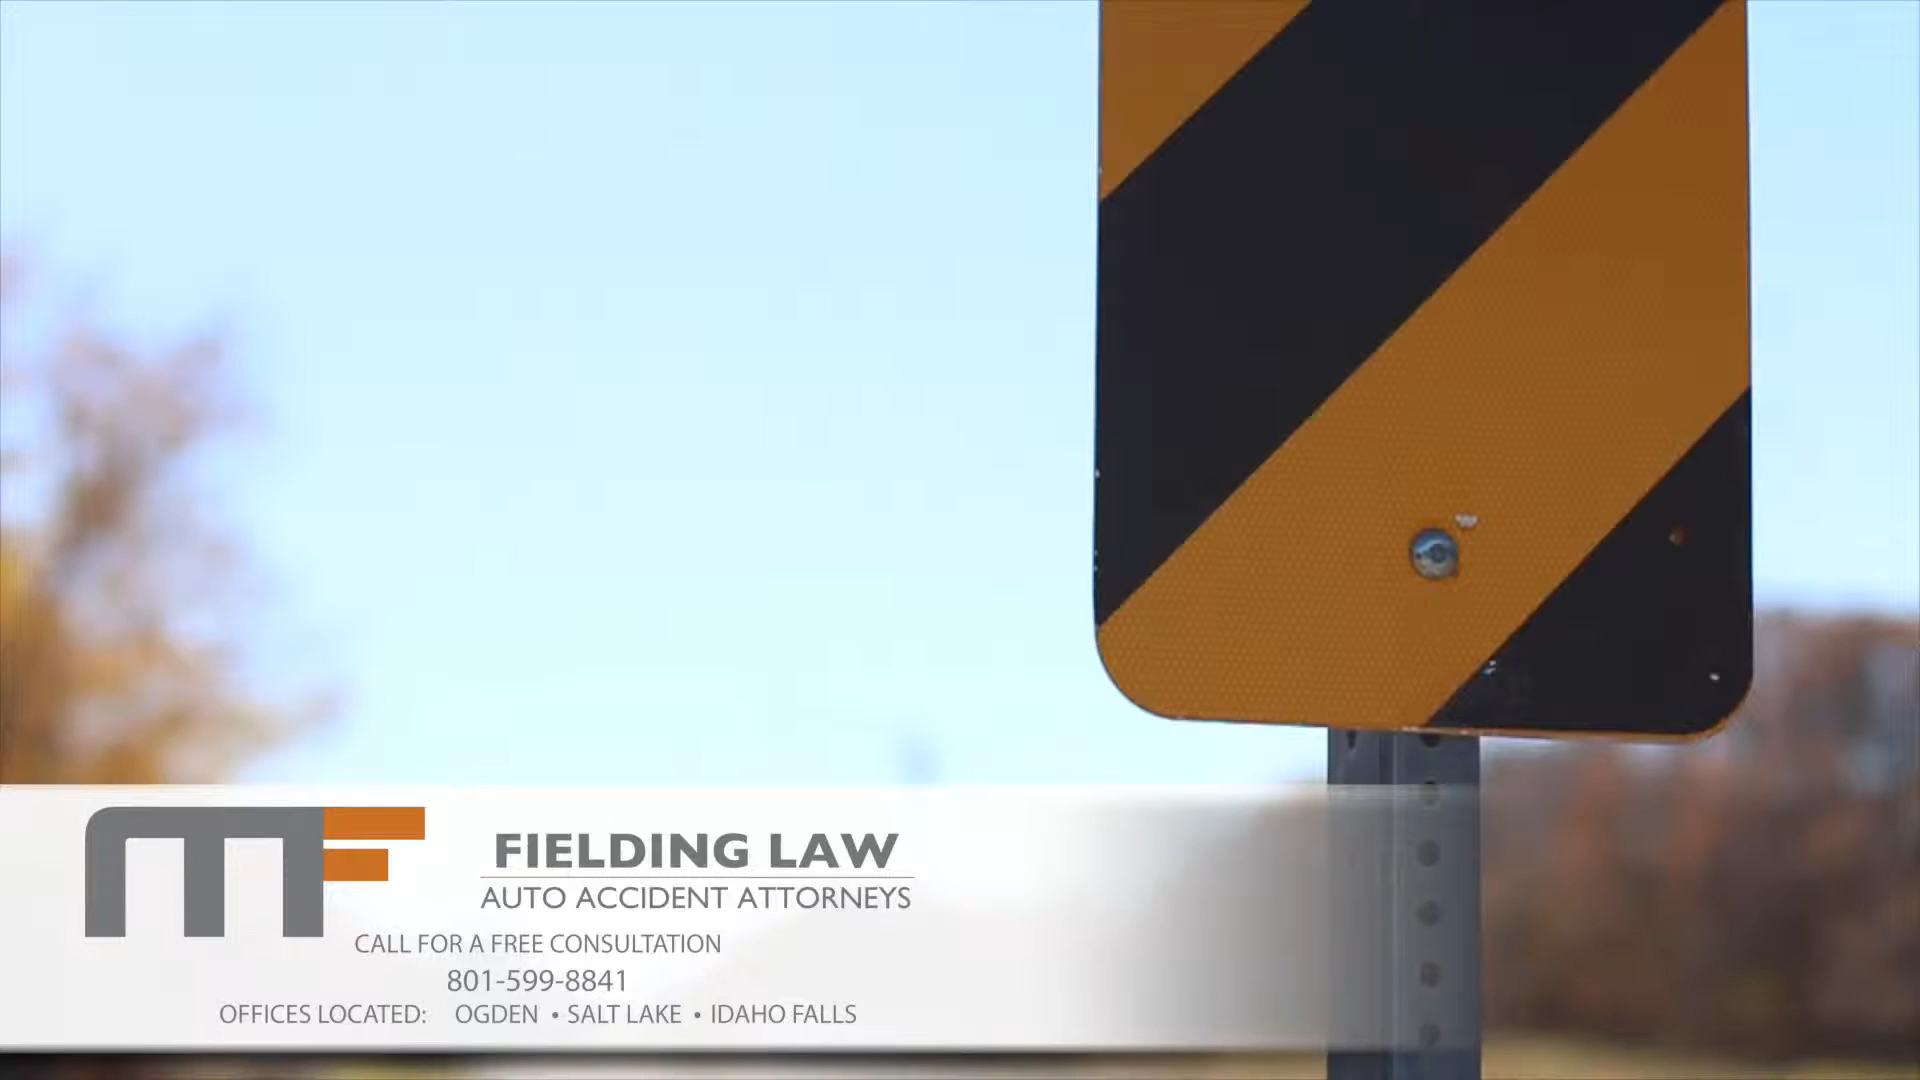 MF
FIELDING LAW
AUTO ACCIDENT ATTORNEYS
CALL FOR A FREE CONSULTATION
801-599-8841
OFFICES LOCATED: OGDEN • SALT LAKE • IDAHO FALLS